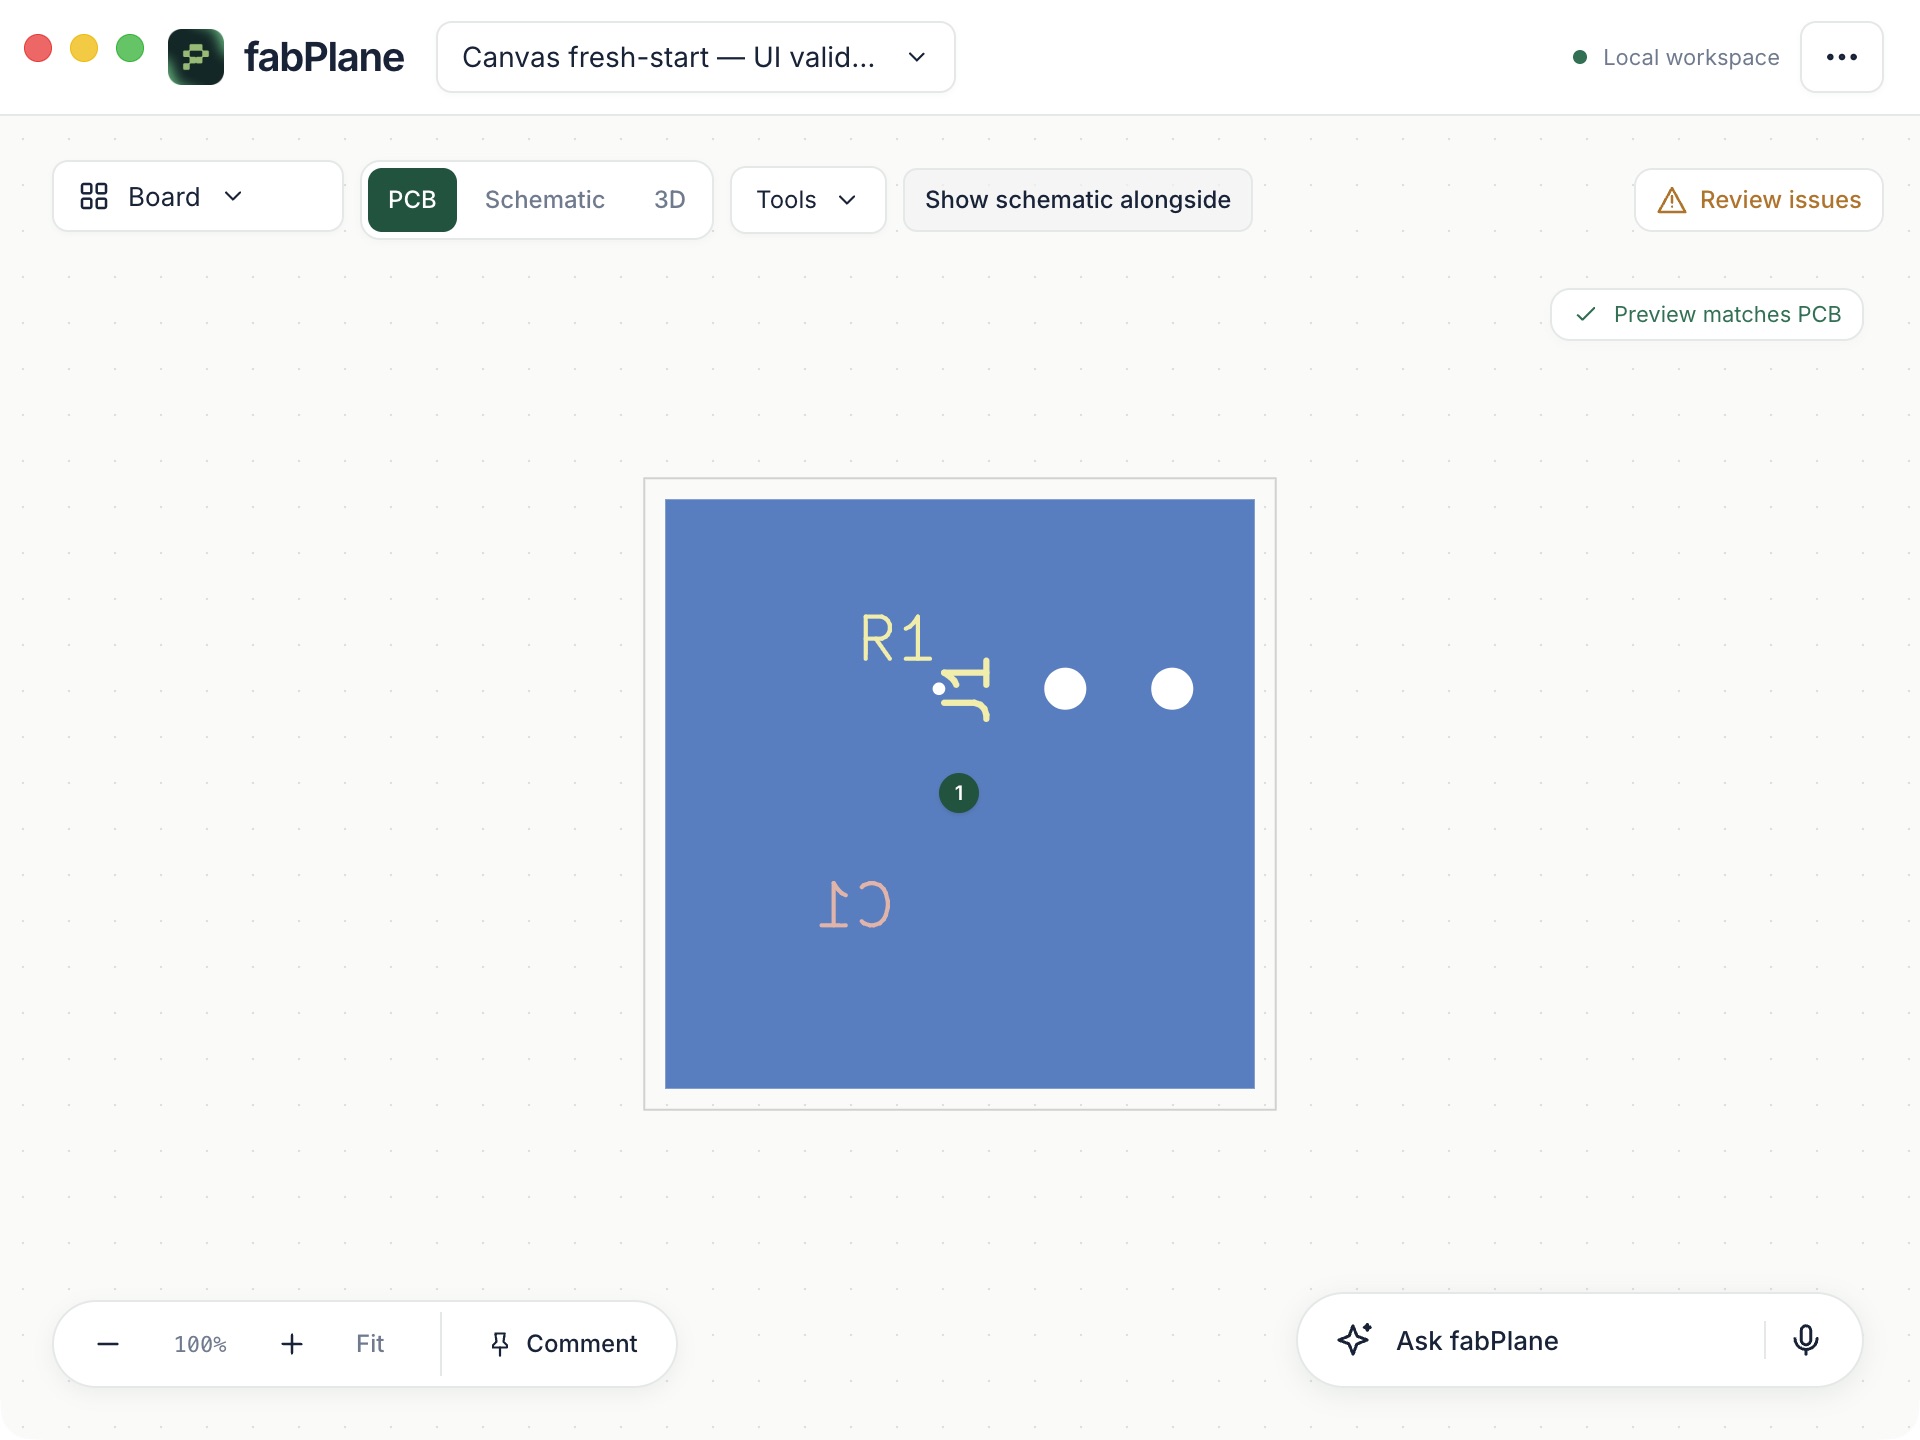 fabPlane
Canvas fresh-start — UI valid...
Local workspace
Board
PCB
Schematic
3D
Tools
Show schematic alongside
Review issues
Preview matches PCB
R1
J1
1
C1
100%
Fit
Comment
Ask fabPlane